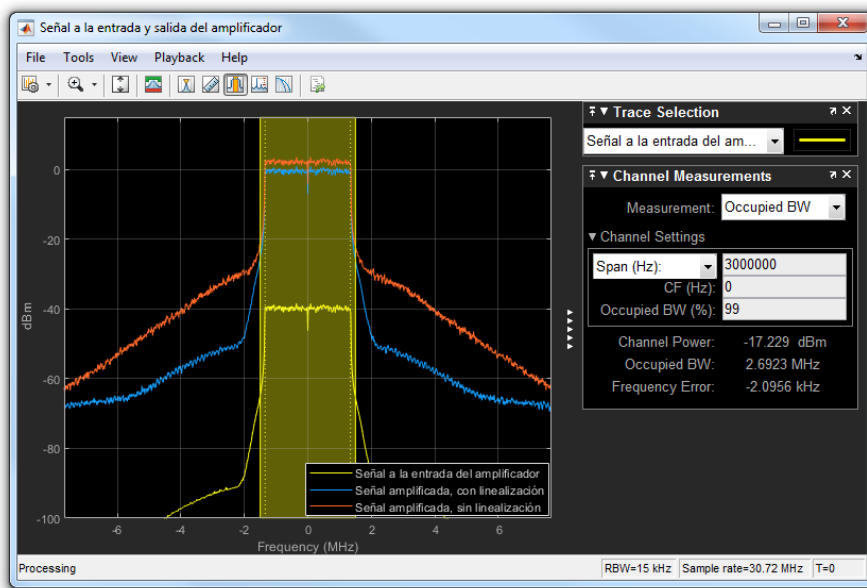 Señal a la entrada y salida del amplificador
File Tools View Playback Help
Trace Selection
Señal a la entrada del am...
Channel Measurements
Measurement: Occupied BW
Channel Settings
Span (Hz): 3000000
CF (Hz): 0
Occupied BW (%): 99
Channel Power: -17.229 dBm
Occupied BW: 2.6923 MHz
Frequency Error: -2.0956 kHz
0
-20
-40
-60
-80
-100
dBm
-6 -4 -2 0 2 4 6
Frequency (MHz)
Señal a la entrada del amplificador
Señal amplificada, con linealización
Señal amplificada, sin linealización
Processing
RBW=15 kHz Sample rate=30.72 MHz T=0